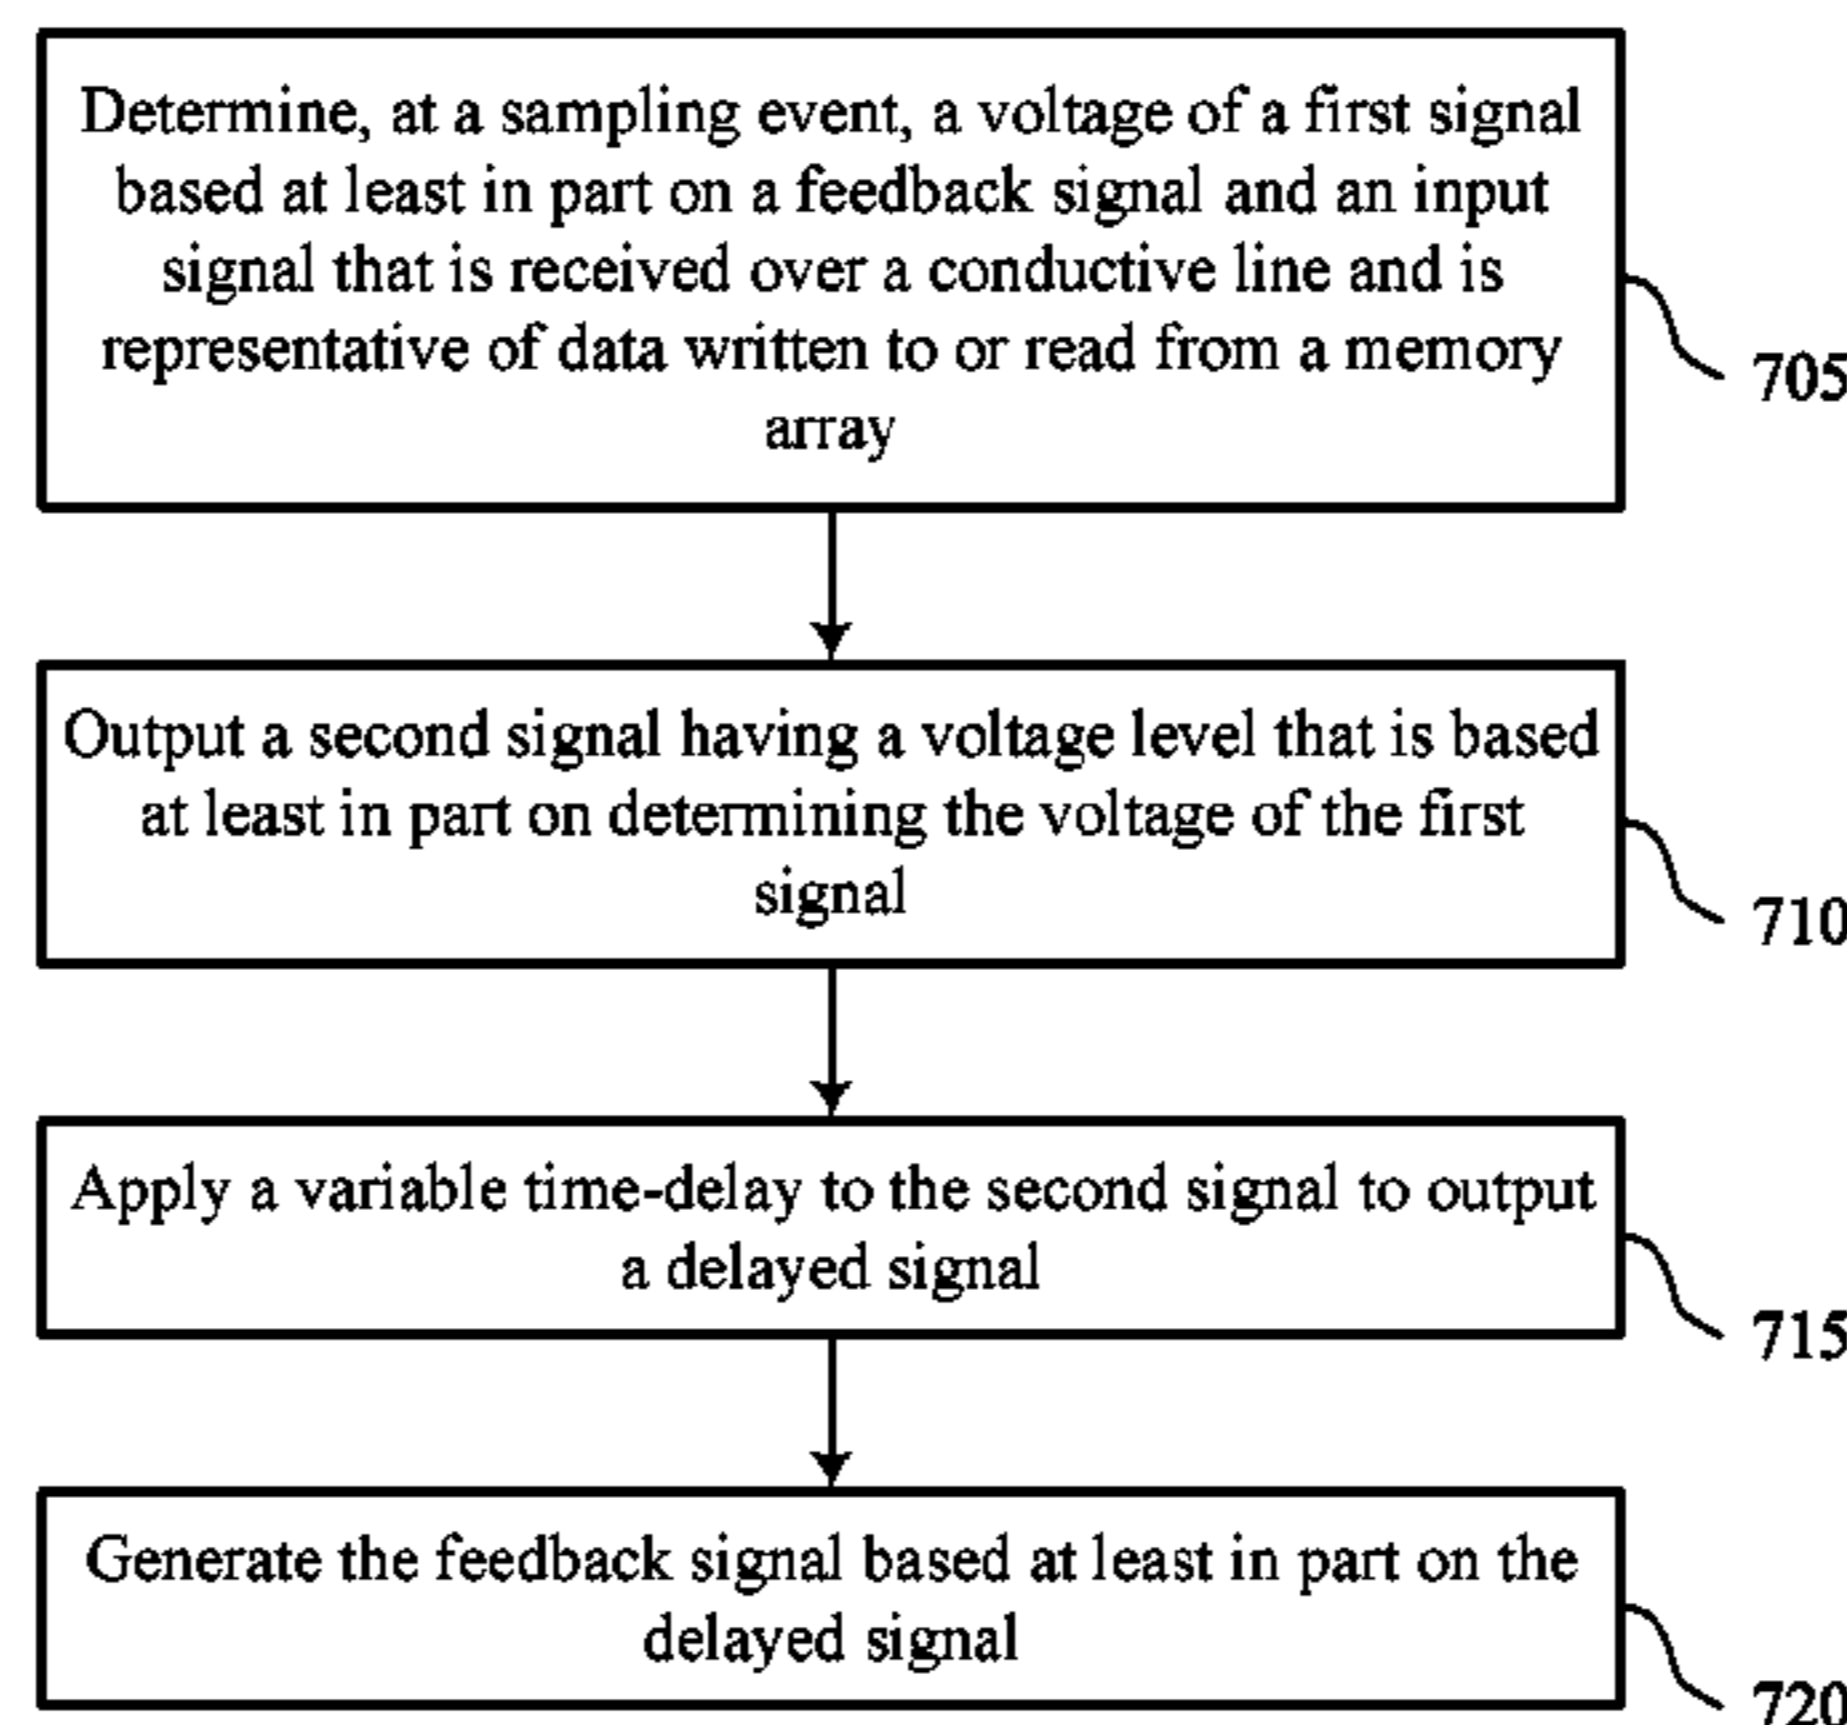 Determine, at a sampling event, a voltage of a first signal
based at least in part on a feedback signal and an input
signal that is received over a conductive line and is
representative of data written to or read from a memory
array
705
Output a second signal having a voltage level that is based
at least in part on determining the voltage of the first
signal
710
Apply a variable time-delay to the second signal to output
a delayed signal
715
Generate the feedback signal based at least in part on the
delayed signal
720